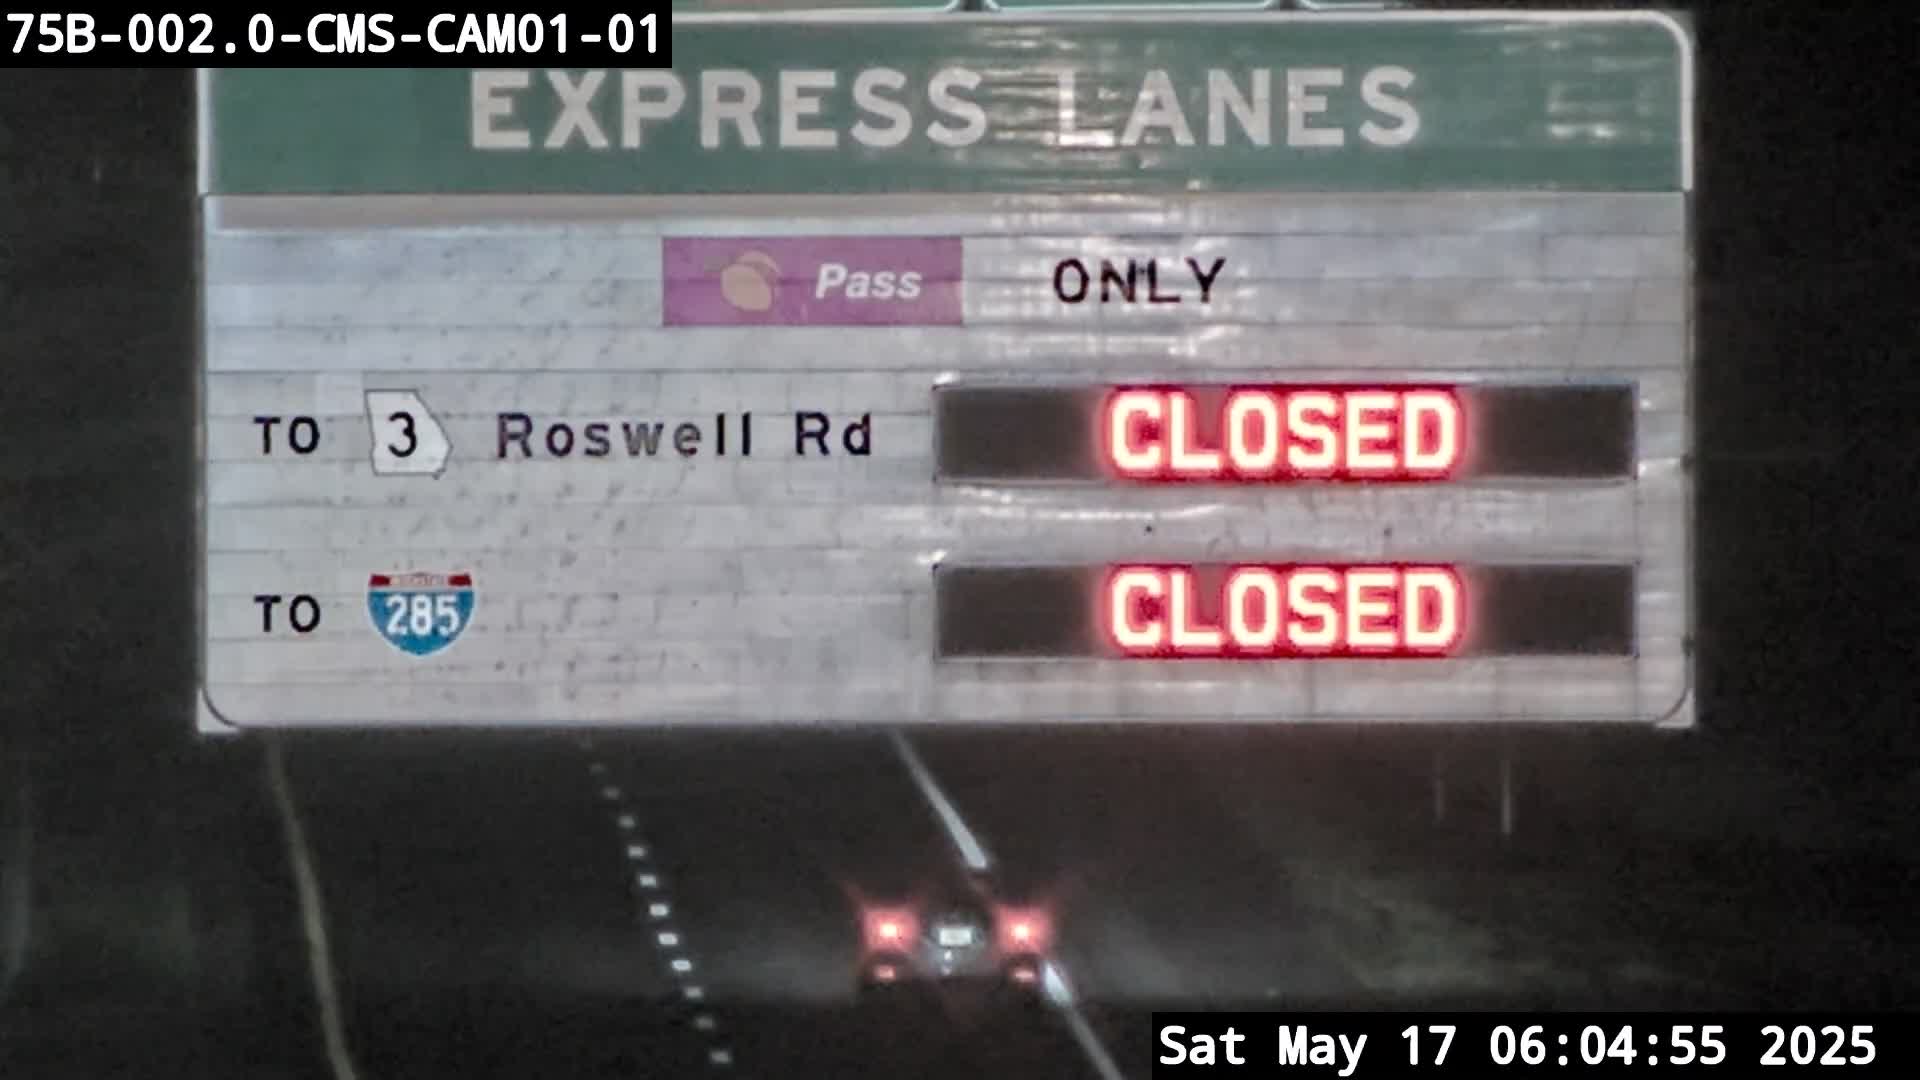 75B-002.0-CMS-CAM01-01
EXPRESS LANES
Pass ONLY
TO 3 Roswell Rd CLOSED
TO 285 CLOSED
Sat May 17 06:04:55 2025